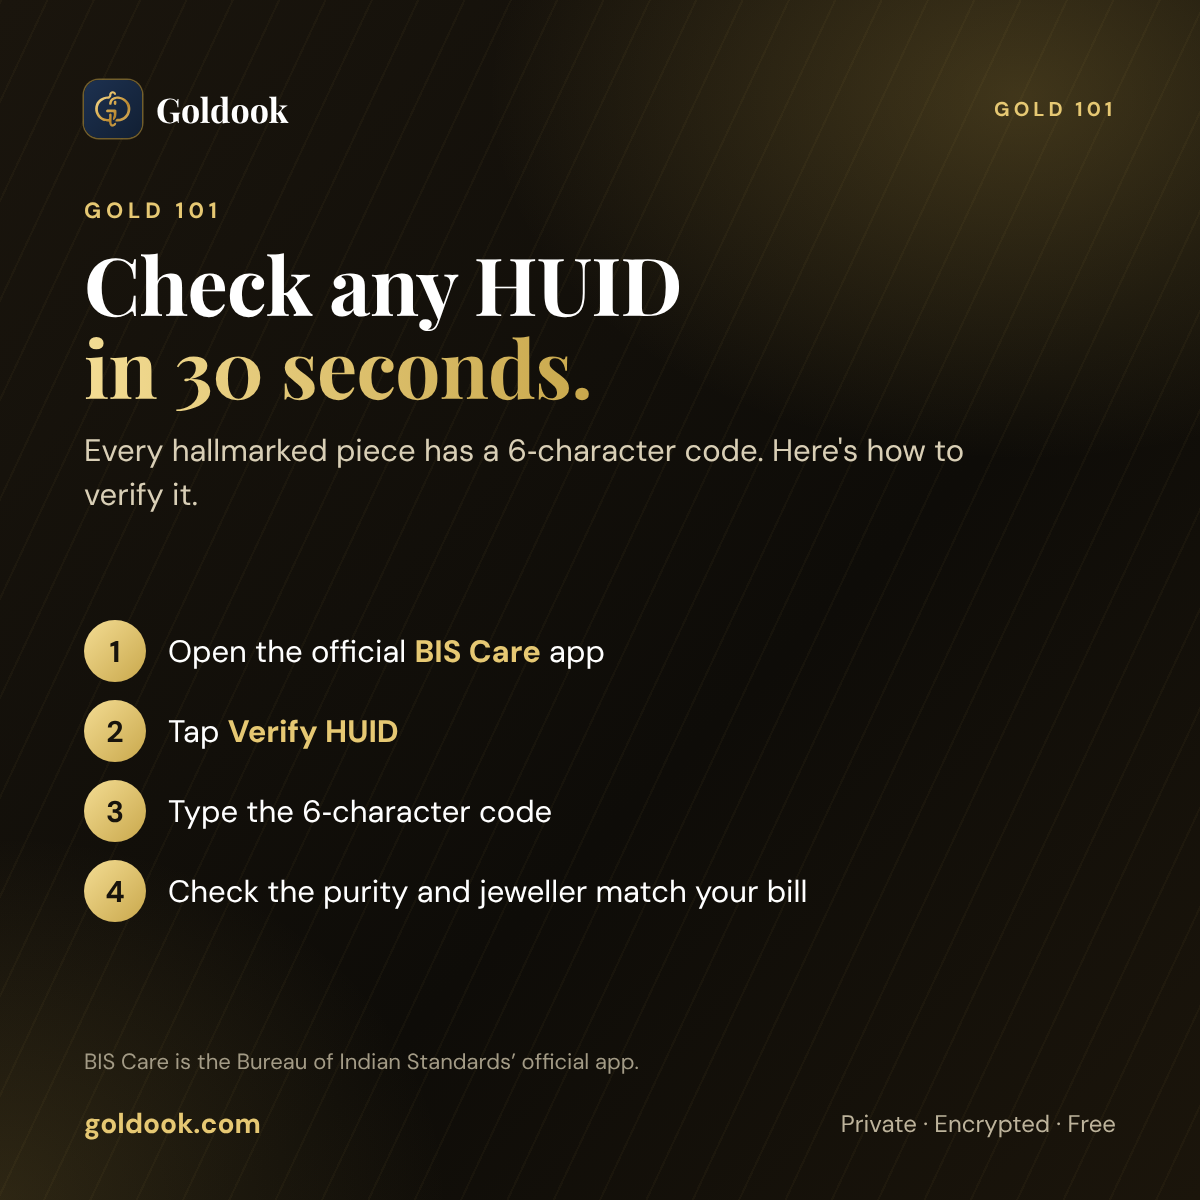 Goldook
GOLD 101
GOLD 101
Check any HUID
in 30 seconds.
Every hallmarked piece has a 6-character code. Here's how to
verify it.
1 Open the official BIS Care app
2 Tap Verify HUID
3 Type the 6-character code
4 Check the purity and jeweller match your bill
BIS Care is the Bureau of Indian Standards’ official app.
goldook.com
Private · Encrypted · Free